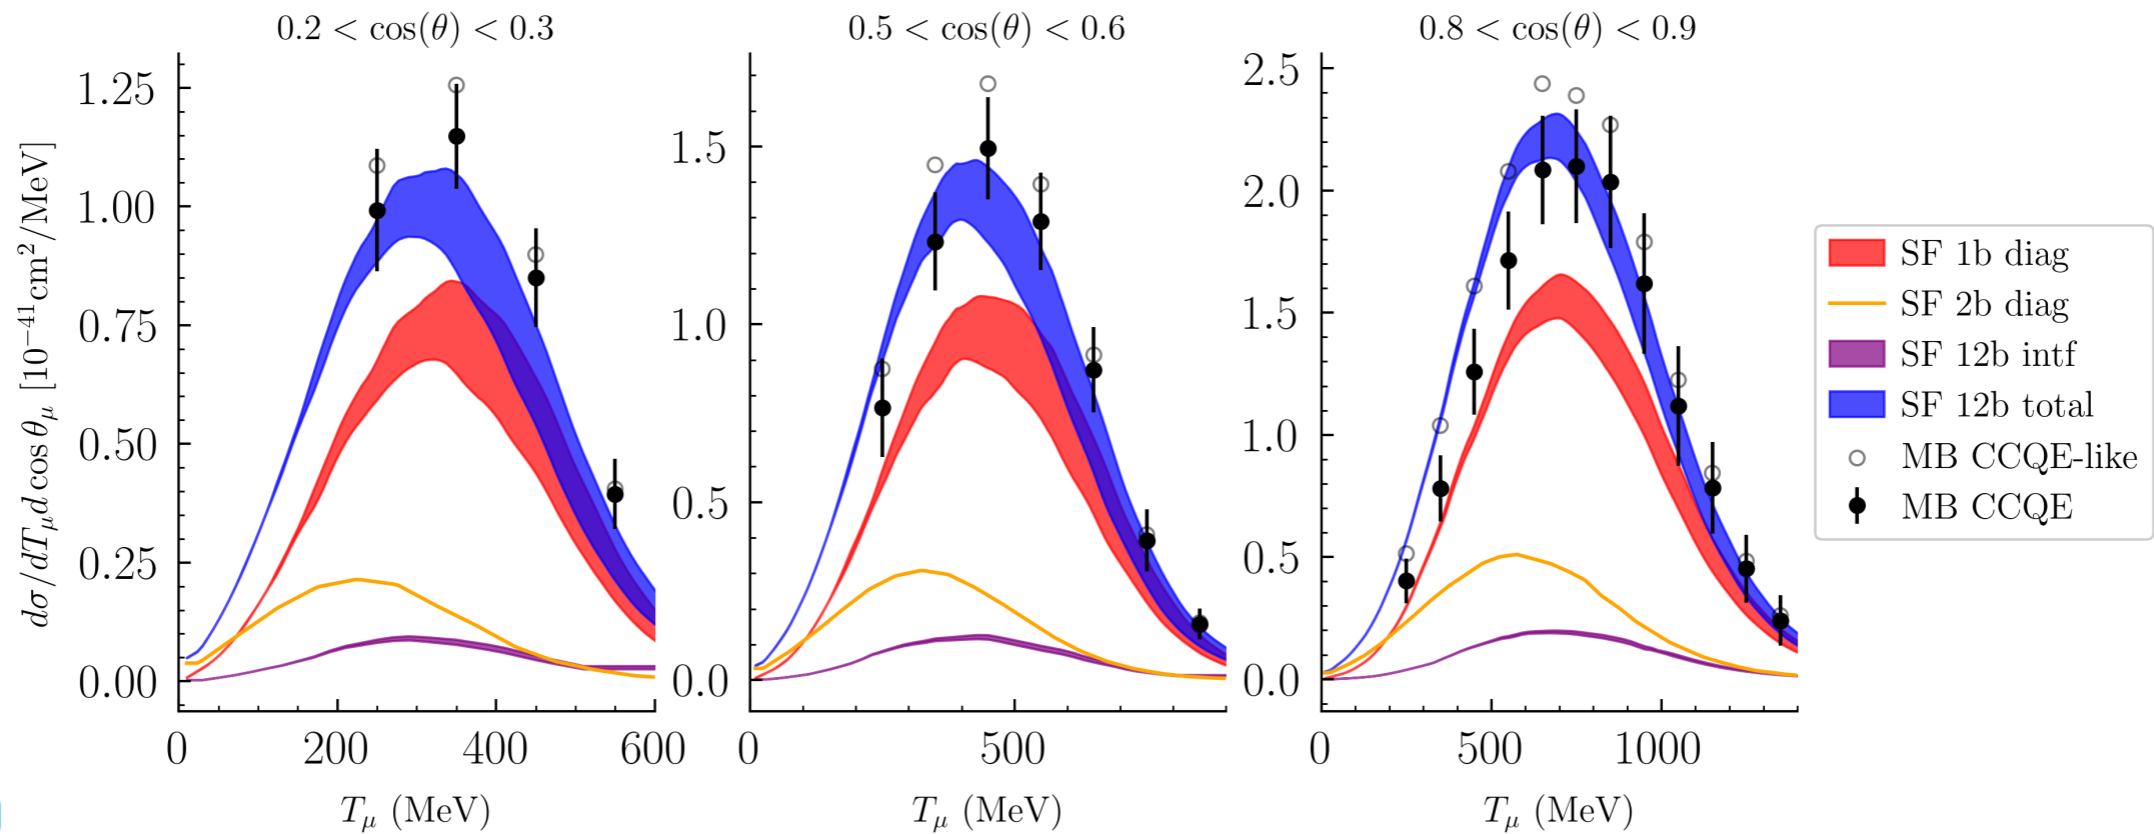 0.2 < cos(θ) < 0.3
0.5 < cos(θ) < 0.6
0.8 < cos(θ) < 0.9
dσ/dT_μ d cos θ_μ [10^{-41}cm^2/MeV]
1.25
1.00
0.75
0.50
0.25
0.00
0
200
400
600
T_μ (MeV)
1.5
1.0
0.5
0.0
0
500
T_μ (MeV)
2.5
2.0
1.5
1.0
0.5
0.0
0
500
1000
T_μ (MeV)
SF 1b diag
SF 2b diag
SF 12b intf
SF 12b total
MB CCQE-like
MB CCQE